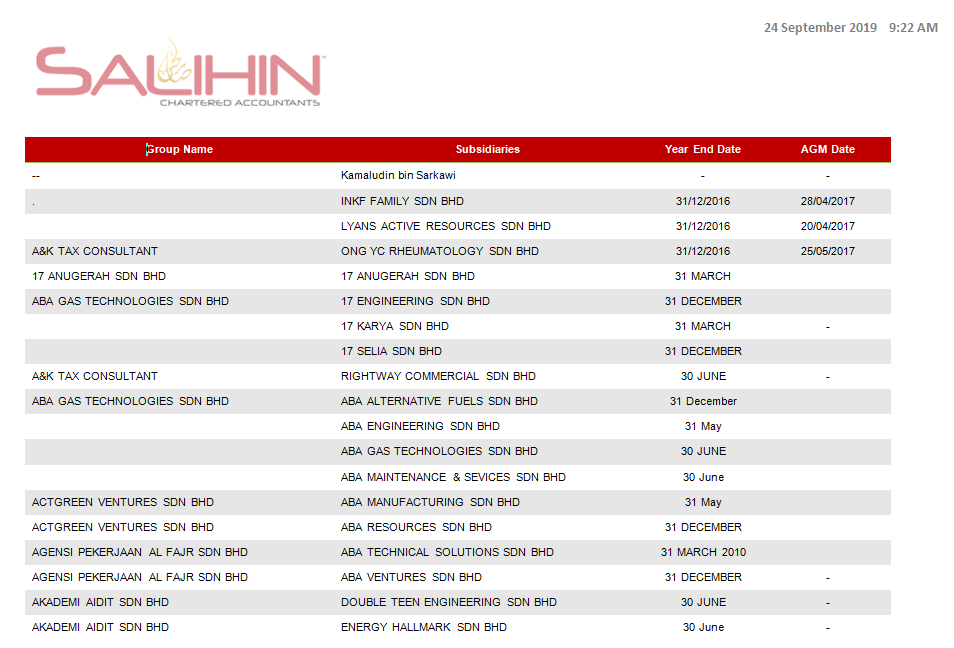 24 September 2019 9:22 AM
SALIHIN
CHARTERED ACCOUNTANTS
Group Name Subsidiaries Year End Date AGM Date
-- Kamaludin bin Sarkawi - -
. INKF FAMILY SDN BHD 31/12/2016 28/04/2017
LYANS ACTIVE RESOURCES SDN BHD 31/12/2016 20/04/2017
A&K TAX CONSULTANT ONG YC RHEUMATOLOGY SDN BHD 31/12/2016 25/05/2017
17 ANUGERAH SDN BHD 17 ANUGERAH SDN BHD 31 MARCH
ABA GAS TECHNOLOGIES SDN BHD 17 ENGINEERING SDN BHD 31 DECEMBER
17 KARYA SDN BHD 31 MARCH -
17 SELIA SDN BHD 31 DECEMBER
A&K TAX CONSULTANT RIGHTWAY COMMERCIAL SDN BHD 30 JUNE -
ABA GAS TECHNOLOGIES SDN BHD ABA ALTERNATIVE FUELS SDN BHD 31 December
ABA ENGINEERING SDN BHD 31 May
ABA GAS TECHNOLOGIES SDN BHD 30 JUNE
ABA MAINTENANCE & SEVICES SDN BHD 30 June
ACTGREEN VENTURES SDN BHD ABA MANUFACTURING SDN BHD 31 May
ACTGREEN VENTURES SDN BHD ABA RESOURCES SDN BHD 31 DECEMBER
AGENSI PEKERJAAN AL FAJR SDN BHD ABA TECHNICAL SOLUTIONS SDN BHD 31 MARCH 2010
AGENSI PEKERJAAN AL FAJR SDN BHD ABA VENTURES SDN BHD 31 DECEMBER -
AKADEMI AIDIT SDN BHD DOUBLE TEEN ENGINEERING SDN BHD 30 JUNE -
AKADEMI AIDIT SDN BHD ENERGY HALLMARK SDN BHD 30 June -